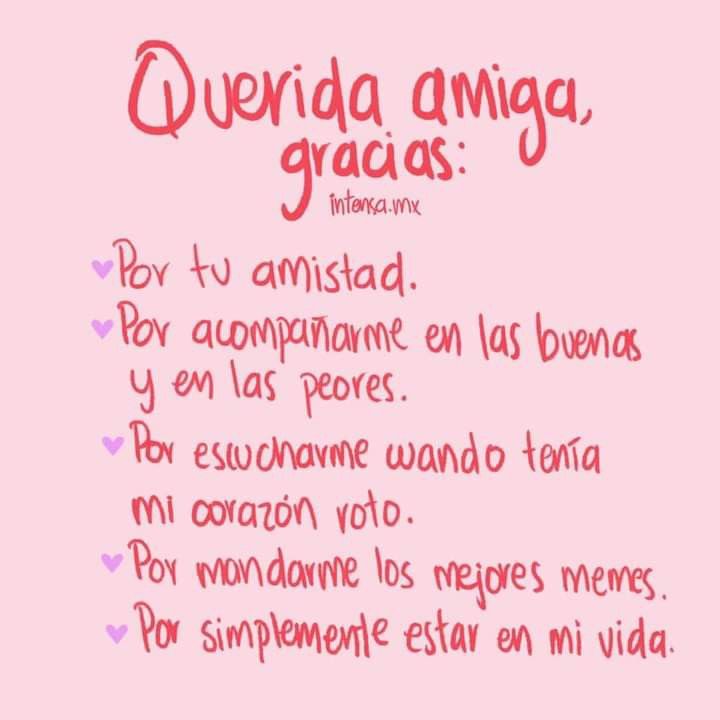 Querida amiga,
gracias:
intensa.mx
Por tu amistad.
Por acompañarme en las buenas
y en las peores.
Por escucharme cuando tenía
mi corazón roto.
Por mandarme los mejores memes.
Por simplemente estar en mi vida.